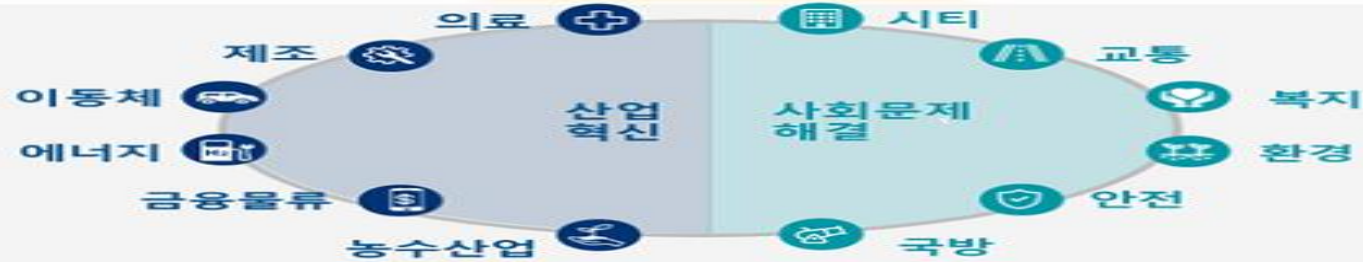 의료
제조
이동체
에너지
금융물류
농수산업
산업
혁신
사회문제
해결
시티
교통
복지
환경
안전
국방